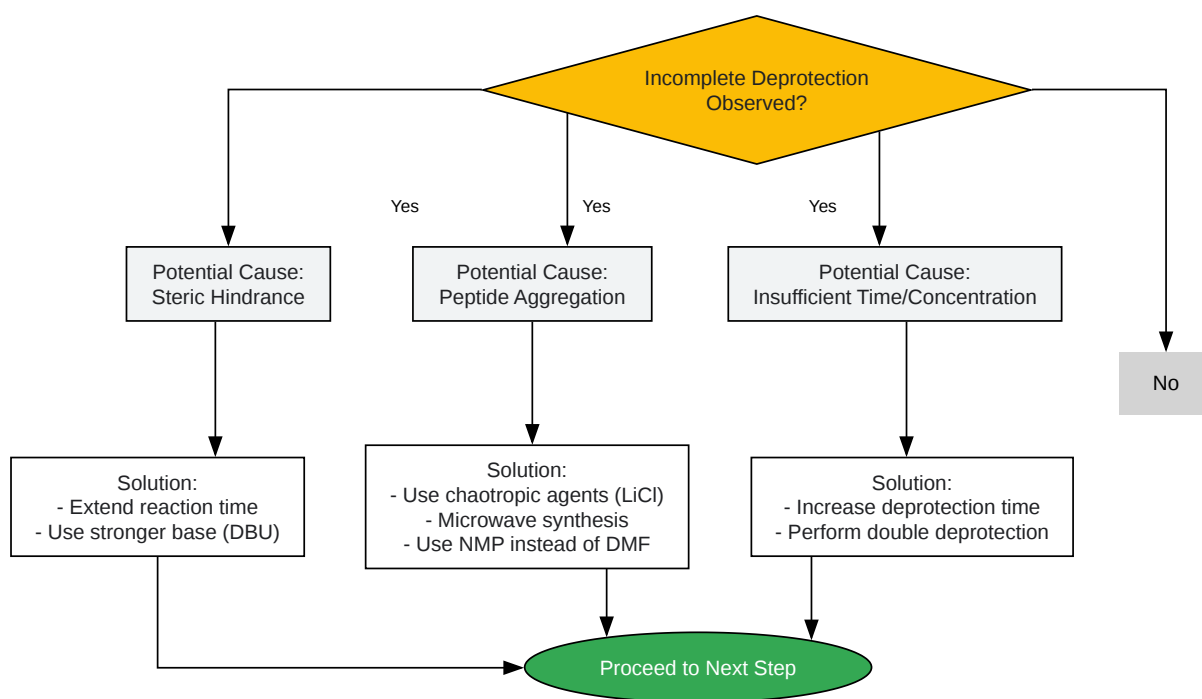 Incomplete Deprotection
Observed?
Yes
Yes
Yes
Potential Cause:
Steric Hindrance
Potential Cause:
Peptide Aggregation
Potential Cause:
Insufficient Time/Concentration
No
Solution:
- Extend reaction time
- Use stronger base (DBU)
Solution:
- Use chaotropic agents (LiCl)
- Microwave synthesis
- Use NMP instead of DMF
Solution:
- Increase deprotection time
- Perform double deprotection
Proceed to Next Step